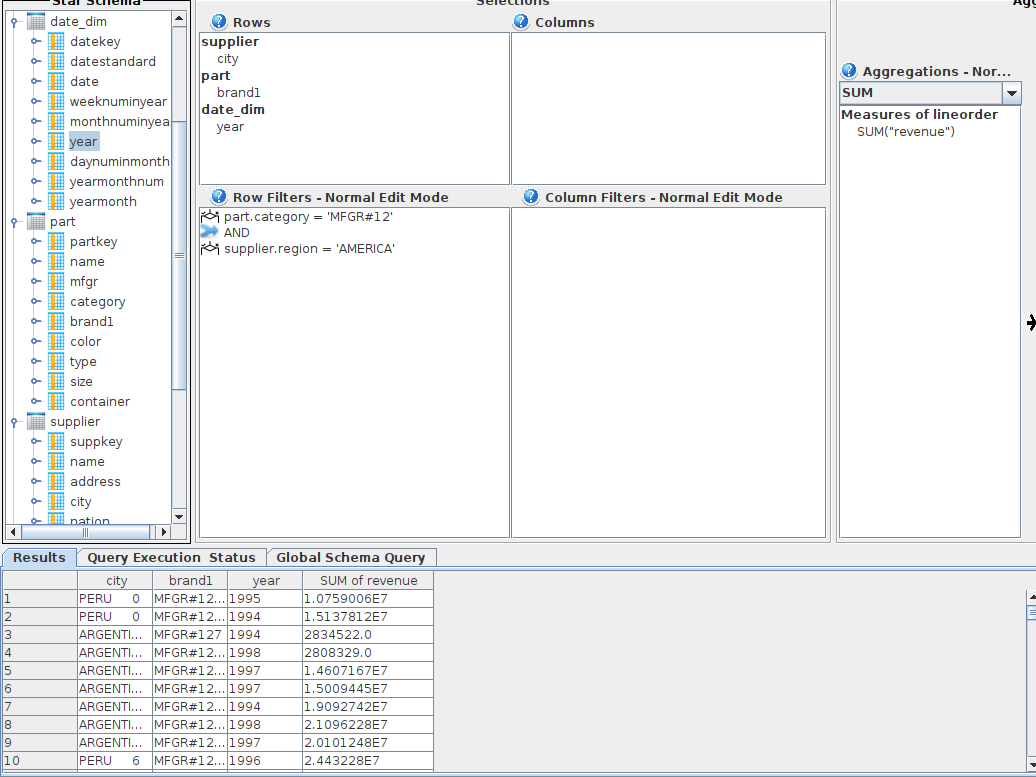 Star Schema
date_dim
datekey
datestandard
date
weeknuminyear
monthnuminyea
year
daynuminmonth
yearmonthnum
yearmonth
part
partkey
name
mfgr
category
brand1
color
type
size
container
supplier
suppkey
name
address
city
nation
Selections
Rows
supplier
city
part
brand1
date_dim
year
Columns
Row Filters - Normal Edit Mode
part.category = 'MFGR#12'
AND
supplier.region = 'AMERICA'
Column Filters - Normal Edit Mode
Agg
Aggregations - Nor...
SUM
Measures of lineorder
SUM("revenue")
Results Query Execution Status Global Schema Query
city brand1 year SUM of revenue
1 PERU 0 MFGR#12... 1995 1.0759006E7
2 PERU 0 MFGR#12... 1994 1.5137812E7
3 ARGENTI... MFGR#127 1994 2834522.0
4 ARGENTI... MFGR#12... 1998 2808329.0
5 ARGENTI... MFGR#12... 1997 1.4607167E7
6 ARGENTI... MFGR#12... 1997 1.5009445E7
7 ARGENTI... MFGR#12... 1994 1.9092742E7
8 ARGENTI... MFGR#12... 1998 2.1096228E7
9 ARGENTI... MFGR#12... 1997 2.0101248E7
10 PERU 6 MFGR#12... 1996 2.443228E7